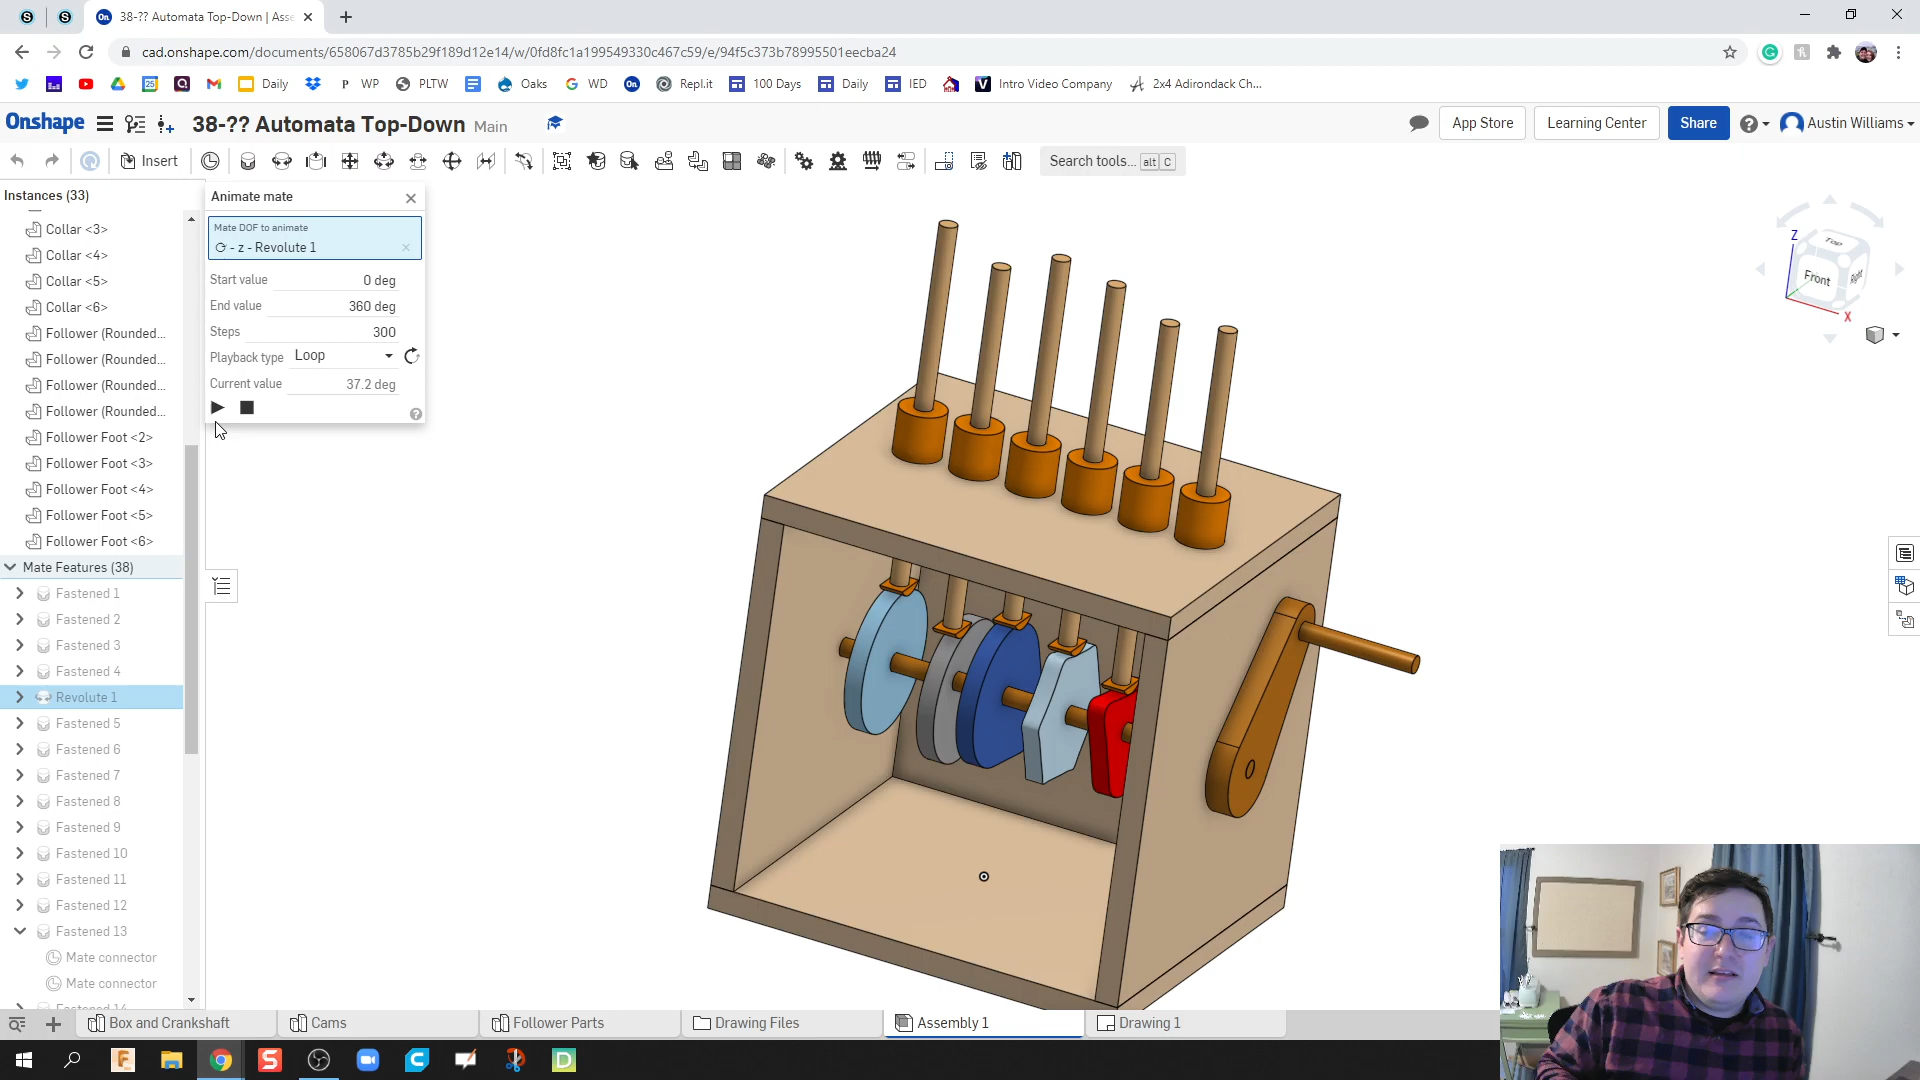 38-?? Automata Top-Down | Asse
cad.onshape.com/documents/658067d3785b29f189d12e14/w/0fd8fc1a199549330c467c59/e/94f5c373b78995501eecba24
Daily
P WP
PLTW
Oaks
WD
Repl.it
100 Days
Daily
IED
Intro Video Company
2x4 Adirondack Ch...
Onshape
38-?? Automata Top-Down Main
App Store
Learning Center
Share
Austin Williams
Insert
Search tools... alt C
Instances (33)
Collar <3>
Collar <4>
Collar <5>
Collar <6>
Follower (Rounded...
Follower (Rounded...
Follower (Rounded...
Follower (Rounded...
Follower Foot <2>
Follower Foot <3>
Follower Foot <4>
Follower Foot <5>
Follower Foot <6>
Mate Features (38)
Fastened 1
Fastened 2
Fastened 3
Fastened 4
Revolute 1
Fastened 5
Fastened 6
Fastened 7
Fastened 8
Fastened 9
Fastened 10
Fastened 11
Fastened 12
Fastened 13
Mate connector
Mate connector
Fastened 14
Animate mate
Mate DOF to animate
- z - Revolute 1
Start value 0 deg
End value 360 deg
Steps 300
Playback type Loop
Current value 37.2 deg
Z
Top
Front
Right
X
Box and Crankshaft
Cams
Follower Parts
Drawing Files
Assembly 1
Drawing 1